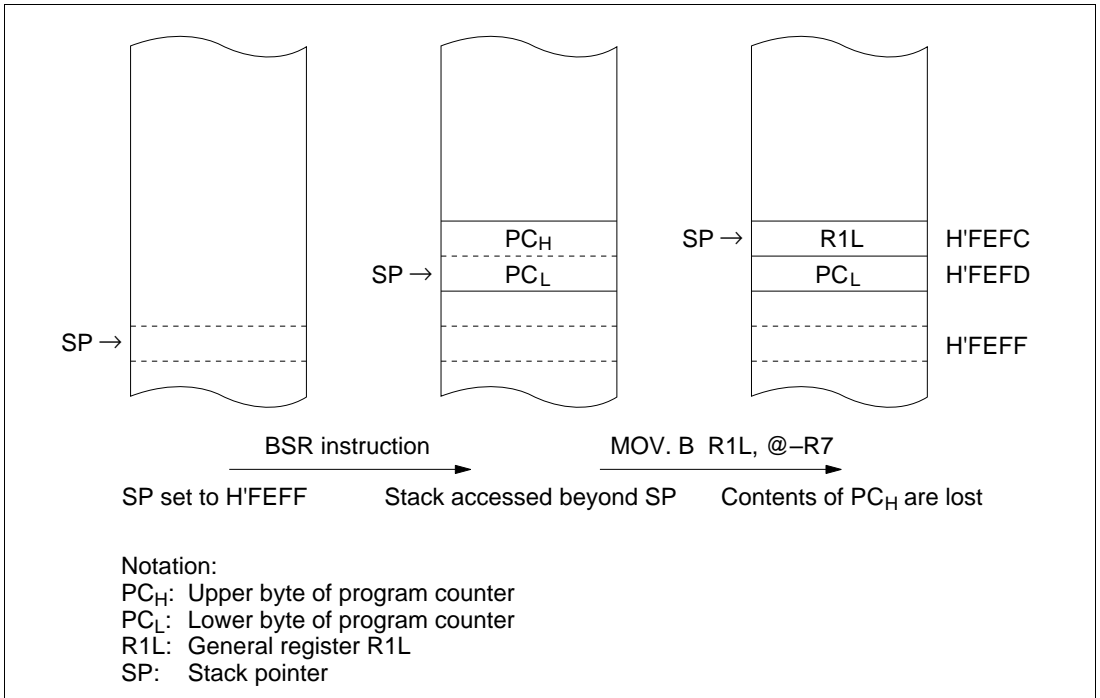 PCH
SP → R1L H'FEFC
SP → PCL PCL H'FEFD
SP → H'FEFF
BSR instruction MOV. B R1L, @–R7
SP set to H'FEFF Stack accessed beyond SP Contents of PCH are lost
Notation:
PCH: Upper byte of program counter
PCL: Lower byte of program counter
R1L: General register R1L
SP: Stack pointer